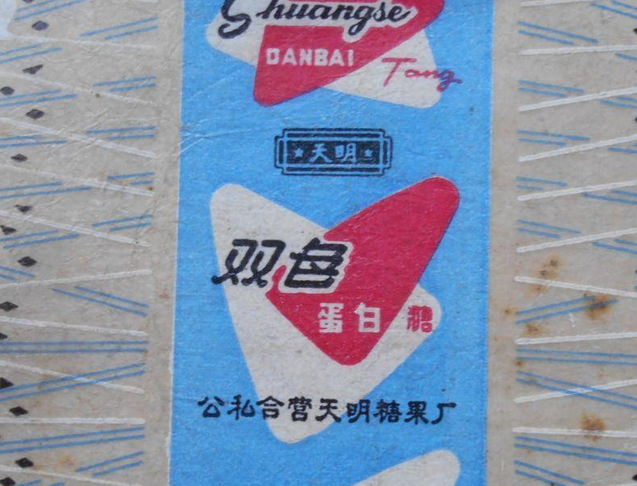 Shuangse
DANBAI
Tang
天明
双色
蛋白糖
公私合营天明糖果厂